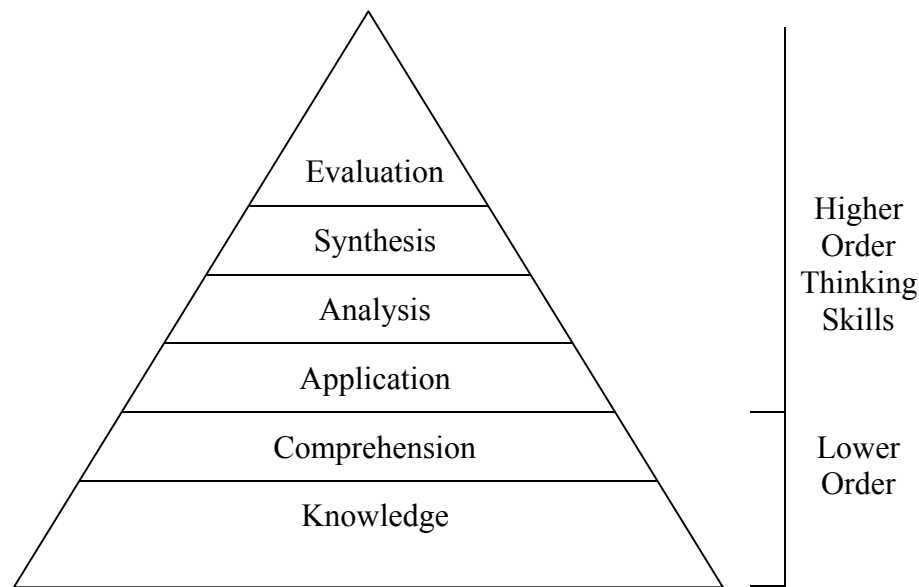 Evaluation
Synthesis
Analysis
Application
Comprehension
Knowledge
Higher
Order
Thinking
Skills
Lower
Order